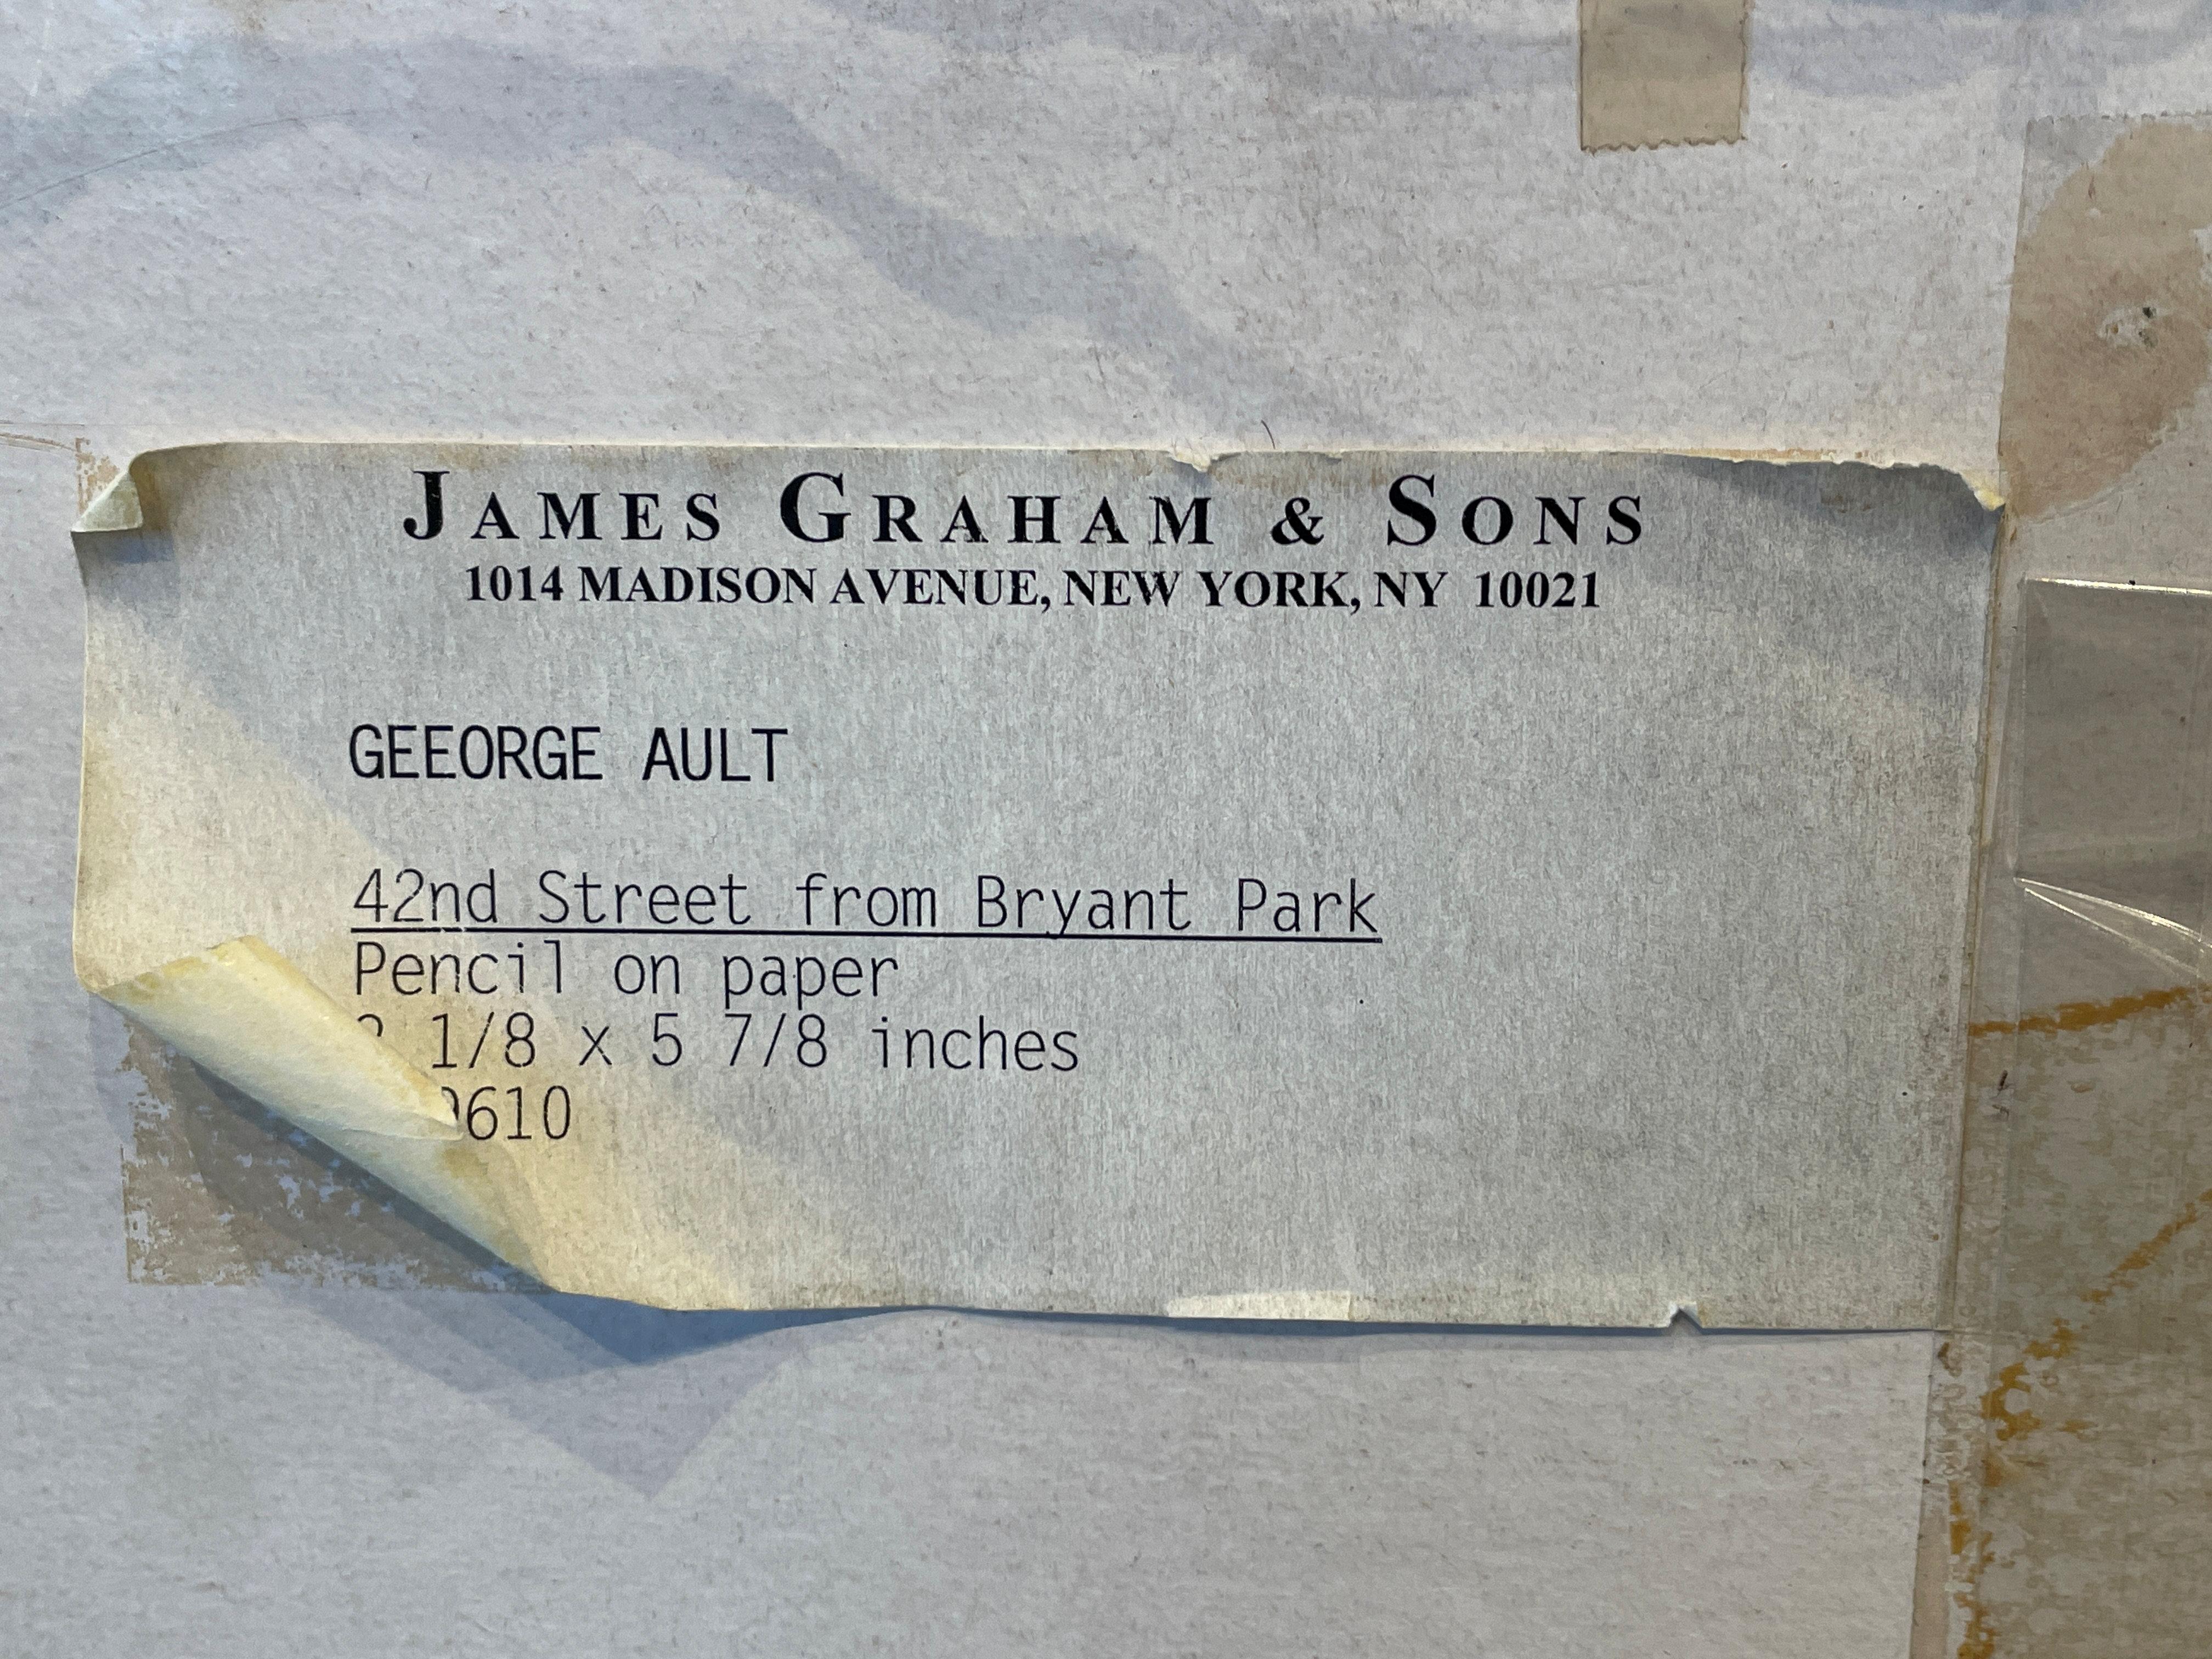 JAMES GRAHAM & SONS
1014 MADISON AVENUE, NEW YORK, NY 10021
GEEORGE AULT
42nd Street from Bryant Park
Pencil on paper
1/8 x 5 7/8 inches